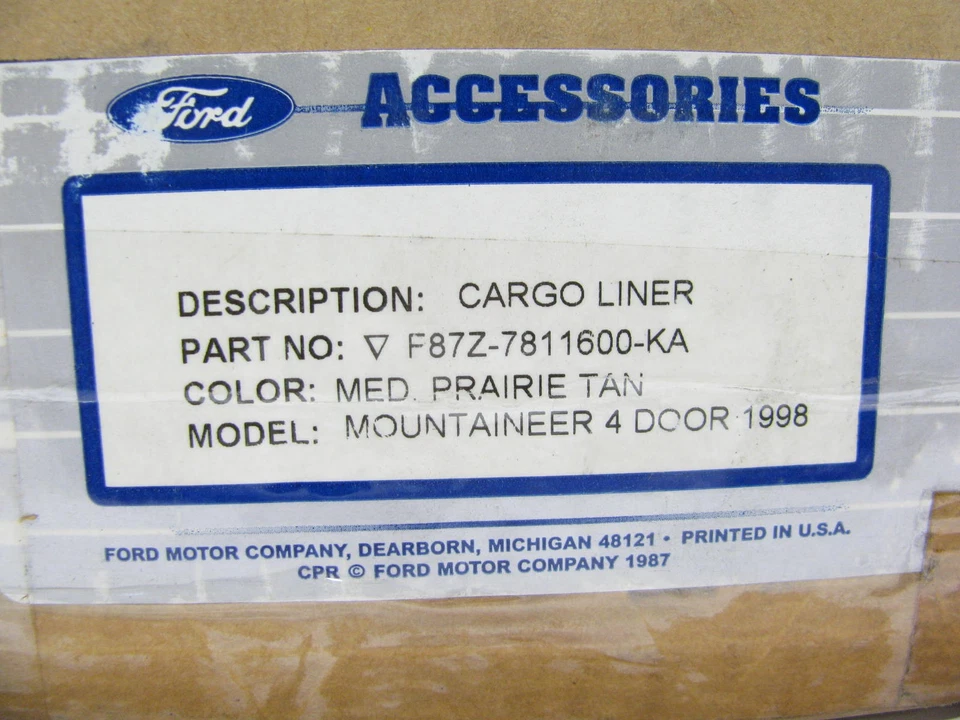 Ford ACCESSORIES
DESCRIPTION: CARGO LINER
PART NO: ▽ F87Z-7811600-KA
COLOR: MED. PRAIRIE TAN
MODEL: MOUNTAINEER 4 DOOR 1998
FORD MOTOR COMPANY, DEARBORN, MICHIGAN 48121 • PRINTED IN U.S.A.
CPR © FORD MOTOR COMPANY 1987